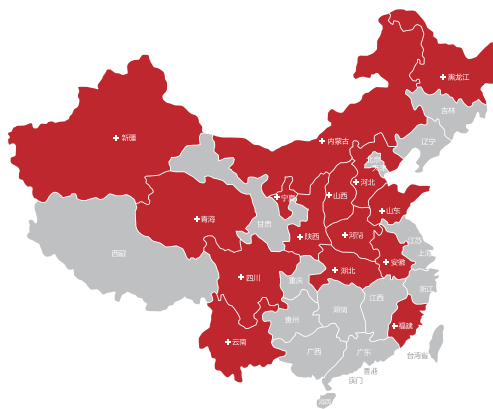 黑龙江
吉林
辽宁
新疆
内蒙古
北京
天津
河北
宁夏
山西
山东
青海
甘肃
陕西
河南
江苏
上海
西藏
安徽
四川
重庆
湖北
浙江
江西
湖南
贵州
福建
云南
广西
广东
台湾省
香港
澳门
海南